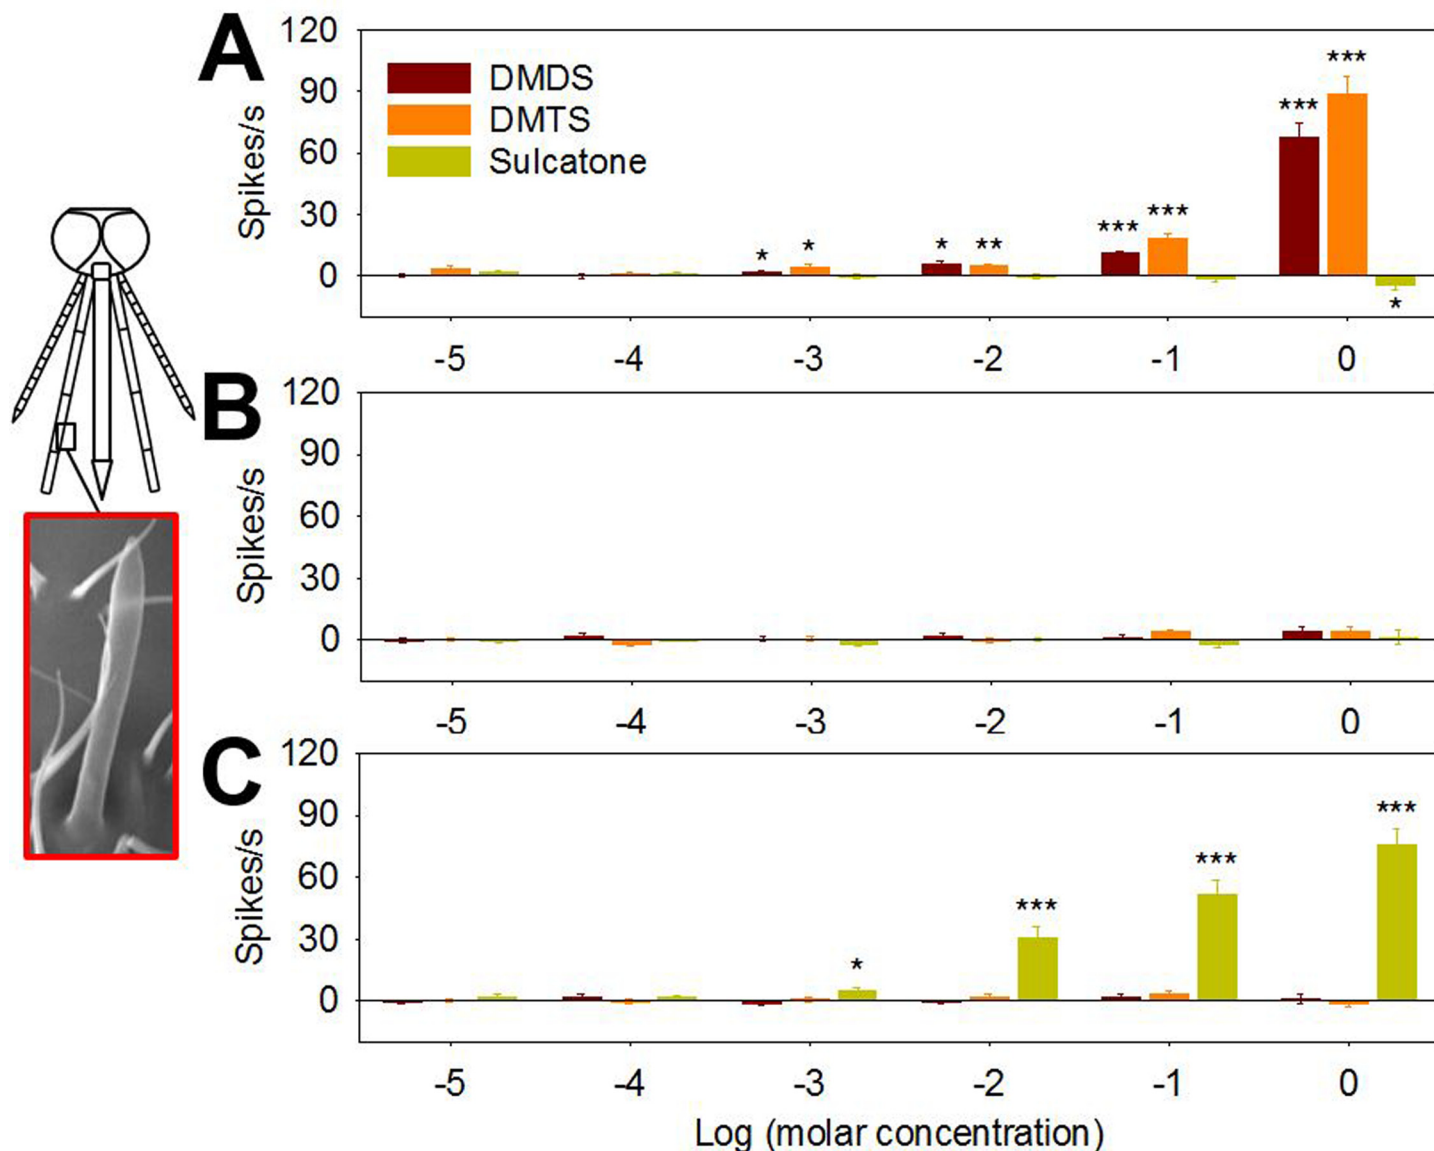 A
Spikes/s
120
90
60
30
0
DMDS
DMTS
Sulcatone
* * * ** *** *** *** *** *
-5 -4 -3 -2 -1 0
B
Spikes/s
120
90
60
30
0
-5 -4 -3 -2 -1 0
C
Spikes/s
120
90
60
30
0
* *** *** ***
-5 -4 -3 -2 -1 0
Log (molar concentration)